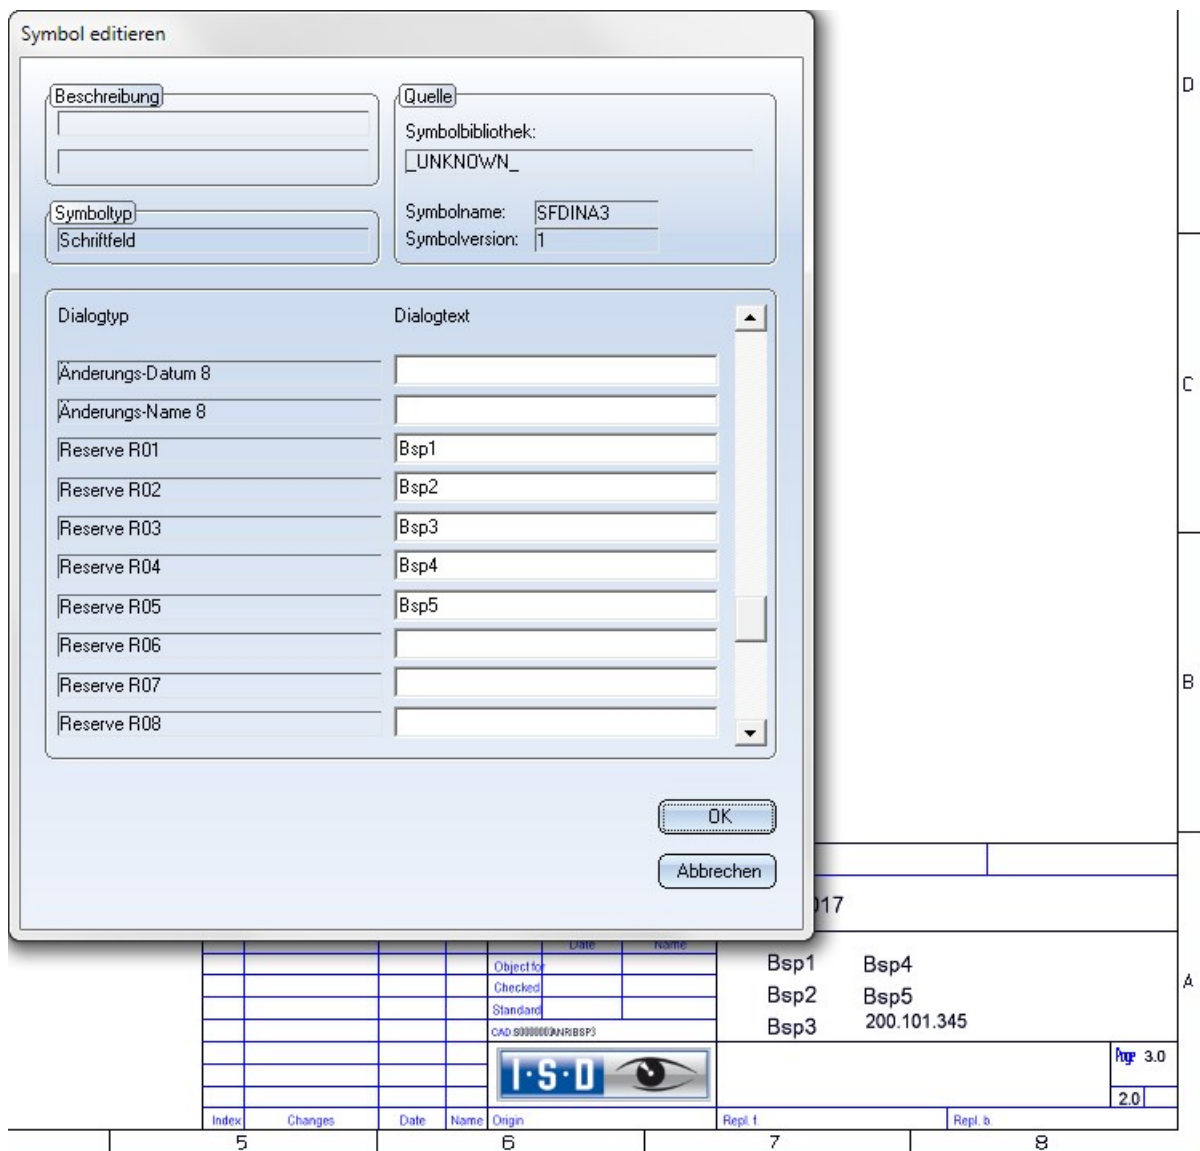 Symbol editieren
Beschreibung
Quelle
Symbolbibliothek:
_UNKNOWN_
Symboltyp
Schriftfeld
Symbolname: SFDINA3
Symbolversion: 1
Dialogtyp Dialogtext
Änderungs-Datum 8
Änderungs-Name 8
Reserve R01 Bsp1
Reserve R02 Bsp2
Reserve R03 Bsp3
Reserve R04 Bsp4
Reserve R05 Bsp5
Reserve R06
Reserve R07
Reserve R08
OK
Abbrechen
D
C
B
A
017
Date Name
Object for
Checked
Standard
Bsp1 Bsp4
Bsp2 Bsp5
Bsp3 200.101.345
I·S·D
Page 3.0
2.0
Index Changes Date Name Origin Repl. f. Repl. b.
5 6 7 8